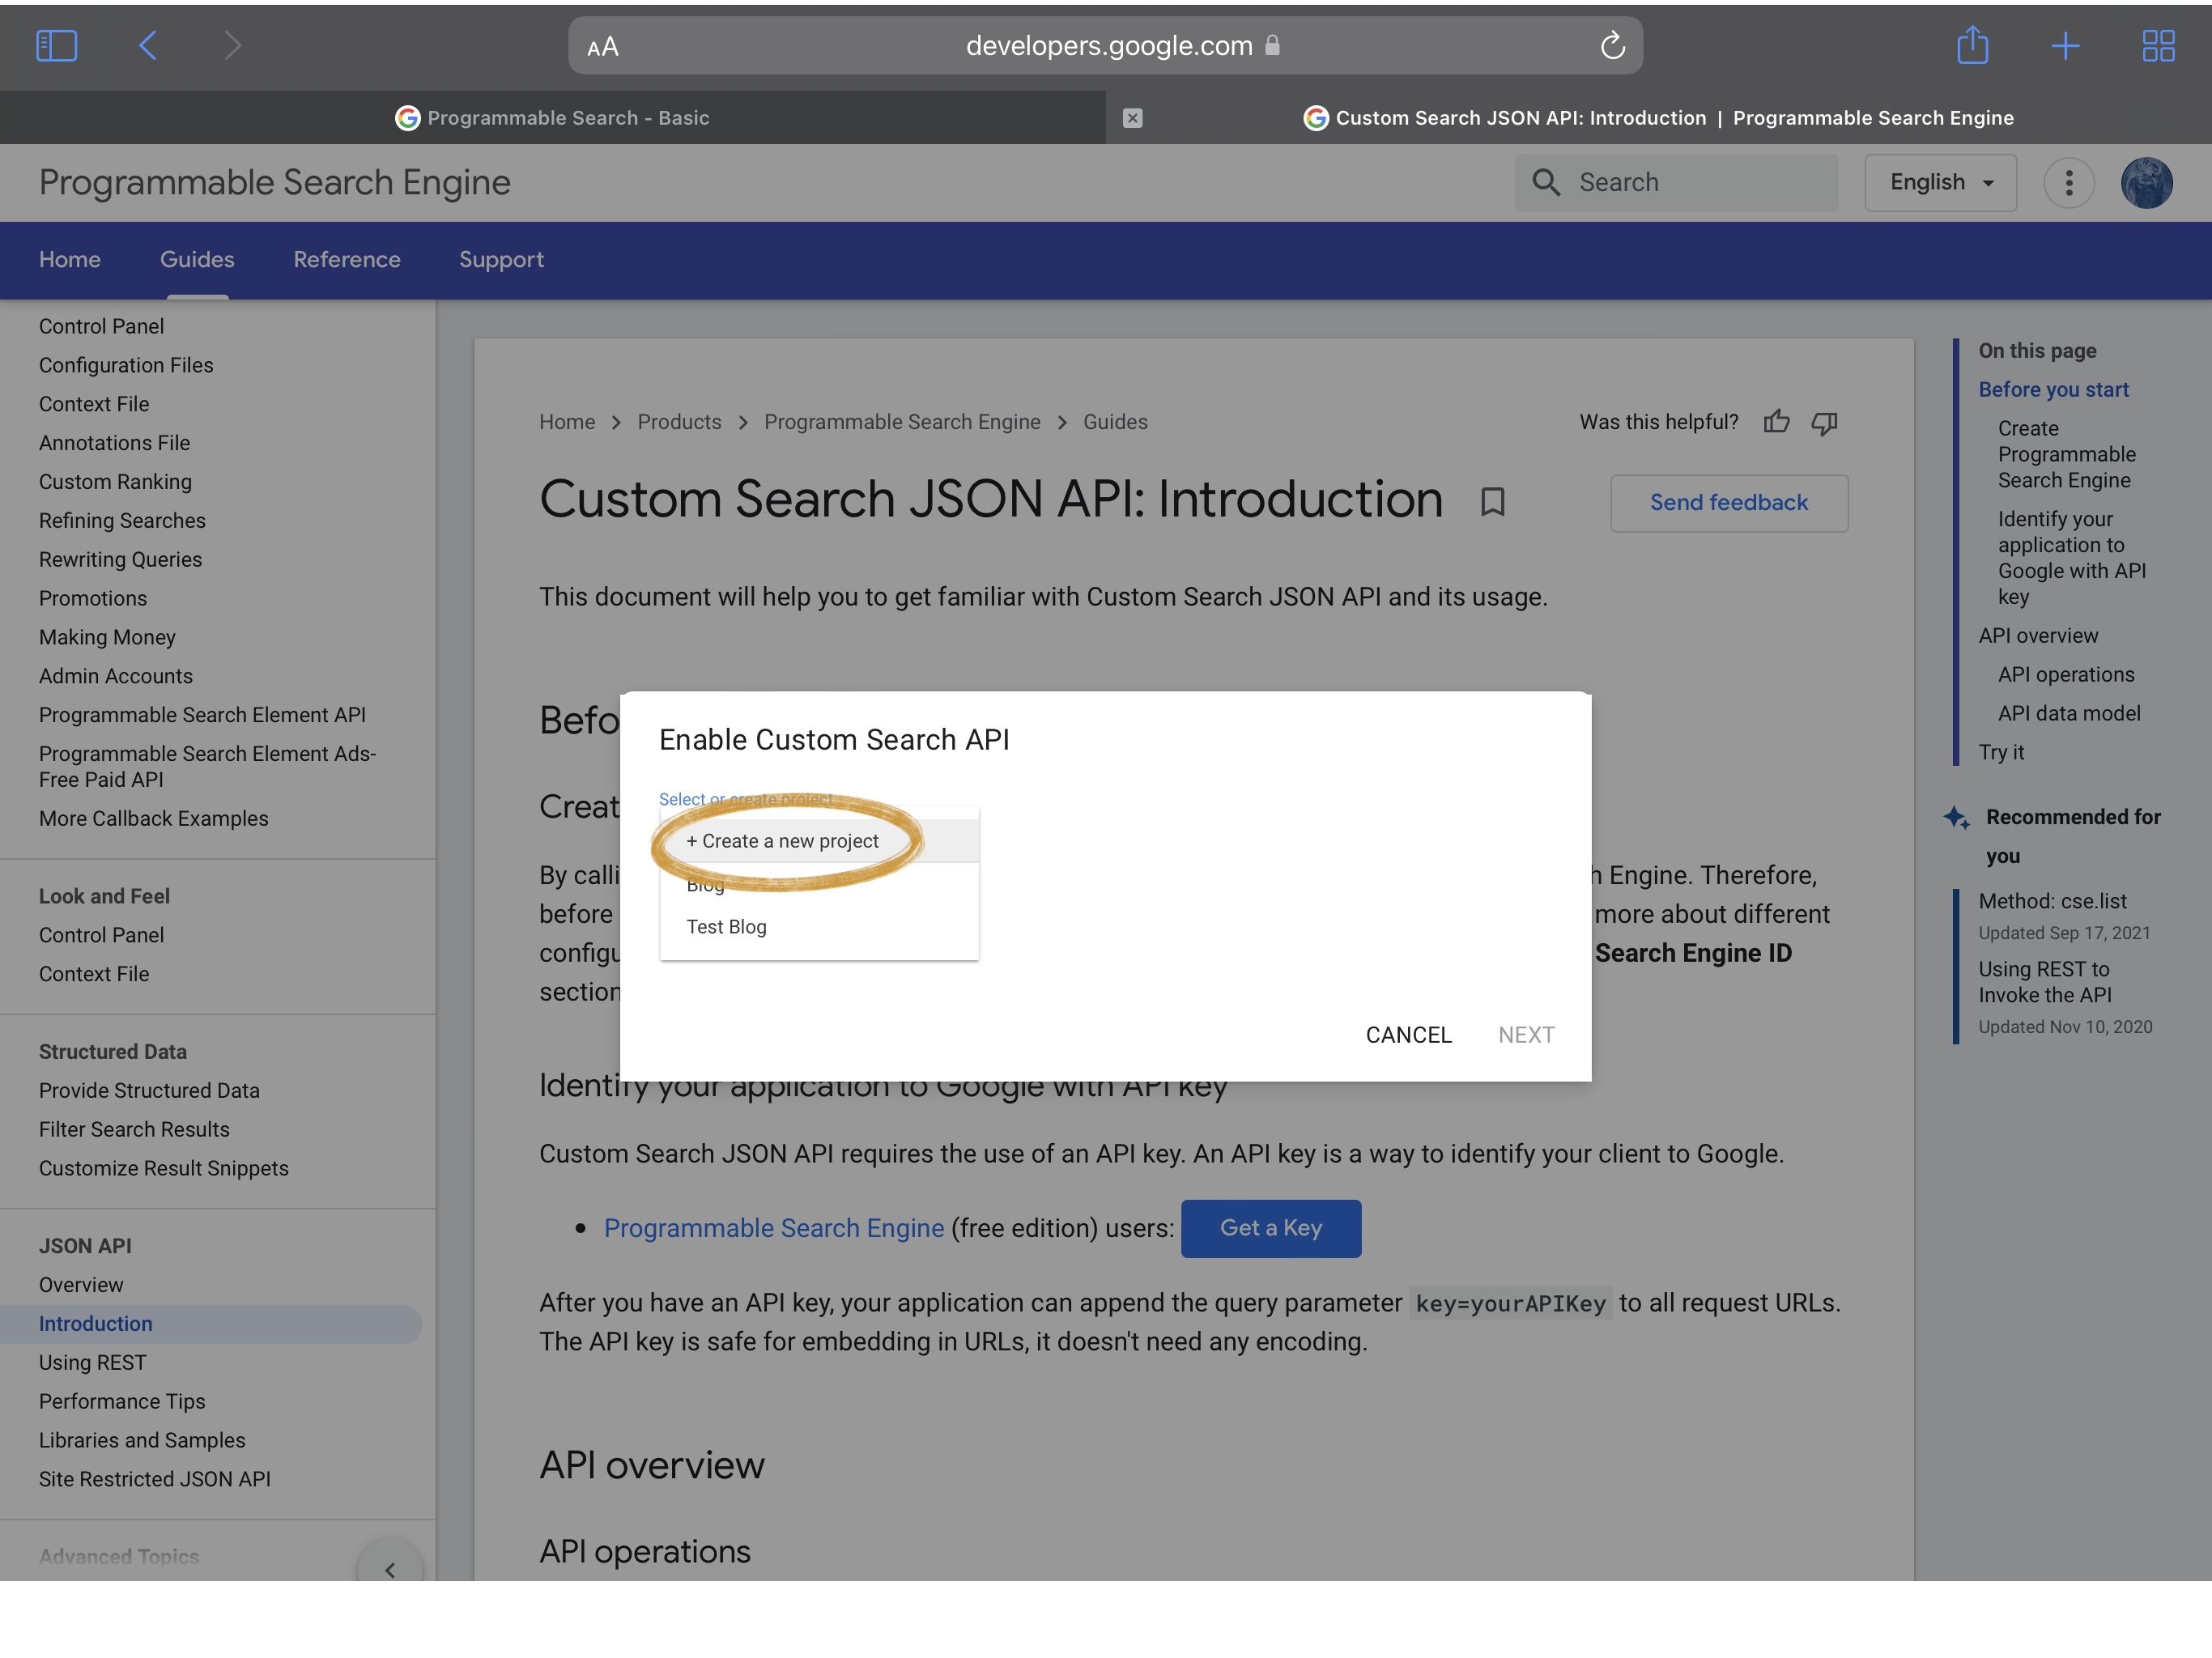 AA
developers.google.com
Programmable Search - Basic
Custom Search JSON API: Introduction | Programmable Search Engine
Programmable Search Engine
Search
English
Home
Guides
Reference
Support
Control Panel
Configuration Files
Context File
Annotations File
Custom Ranking
Refining Searches
Rewriting Queries
Promotions
Making Money
Admin Accounts
Programmable Search Element API
Programmable Search Element Ads-
Free Paid API
More Callback Examples
Look and Feel
Control Panel
Context File
Structured Data
Provide Structured Data
Filter Search Results
Customize Result Snippets
JSON API
Overview
Introduction
Using REST
Performance Tips
Libraries and Samples
Site Restricted JSON API
Advanced Topics
Home > Products > Programmable Search Engine > Guides
Was this helpful?
Custom Search JSON API: Introduction
Send feedback
This document will help you to get familiar with Custom Search JSON API and its usage.
Befo
Creat
By calli
h Engine. Therefore,
before
more about different
configu
Search Engine ID
section
Enable Custom Search API
Select or create project
+ Create a new project
Blog
Test Blog
CANCEL
NEXT
Identify your application to Google with API key
Custom Search JSON API requires the use of an API key. An API key is a way to identify your client to Google.
• Programmable Search Engine (free edition) users: Get a Key
After you have an API key, your application can append the query parameter key=yourAPIKey to all request URLs.
The API key is safe for embedding in URLs, it doesn't need any encoding.
API overview
API operations
On this page
Before you start
Create
Programmable
Search Engine
Identify your
application to
Google with API
key
API overview
API operations
API data model
Try it
Recommended for
you
Method: cse.list
Updated Sep 17, 2021
Using REST to
Invoke the API
Updated Nov 10, 2020